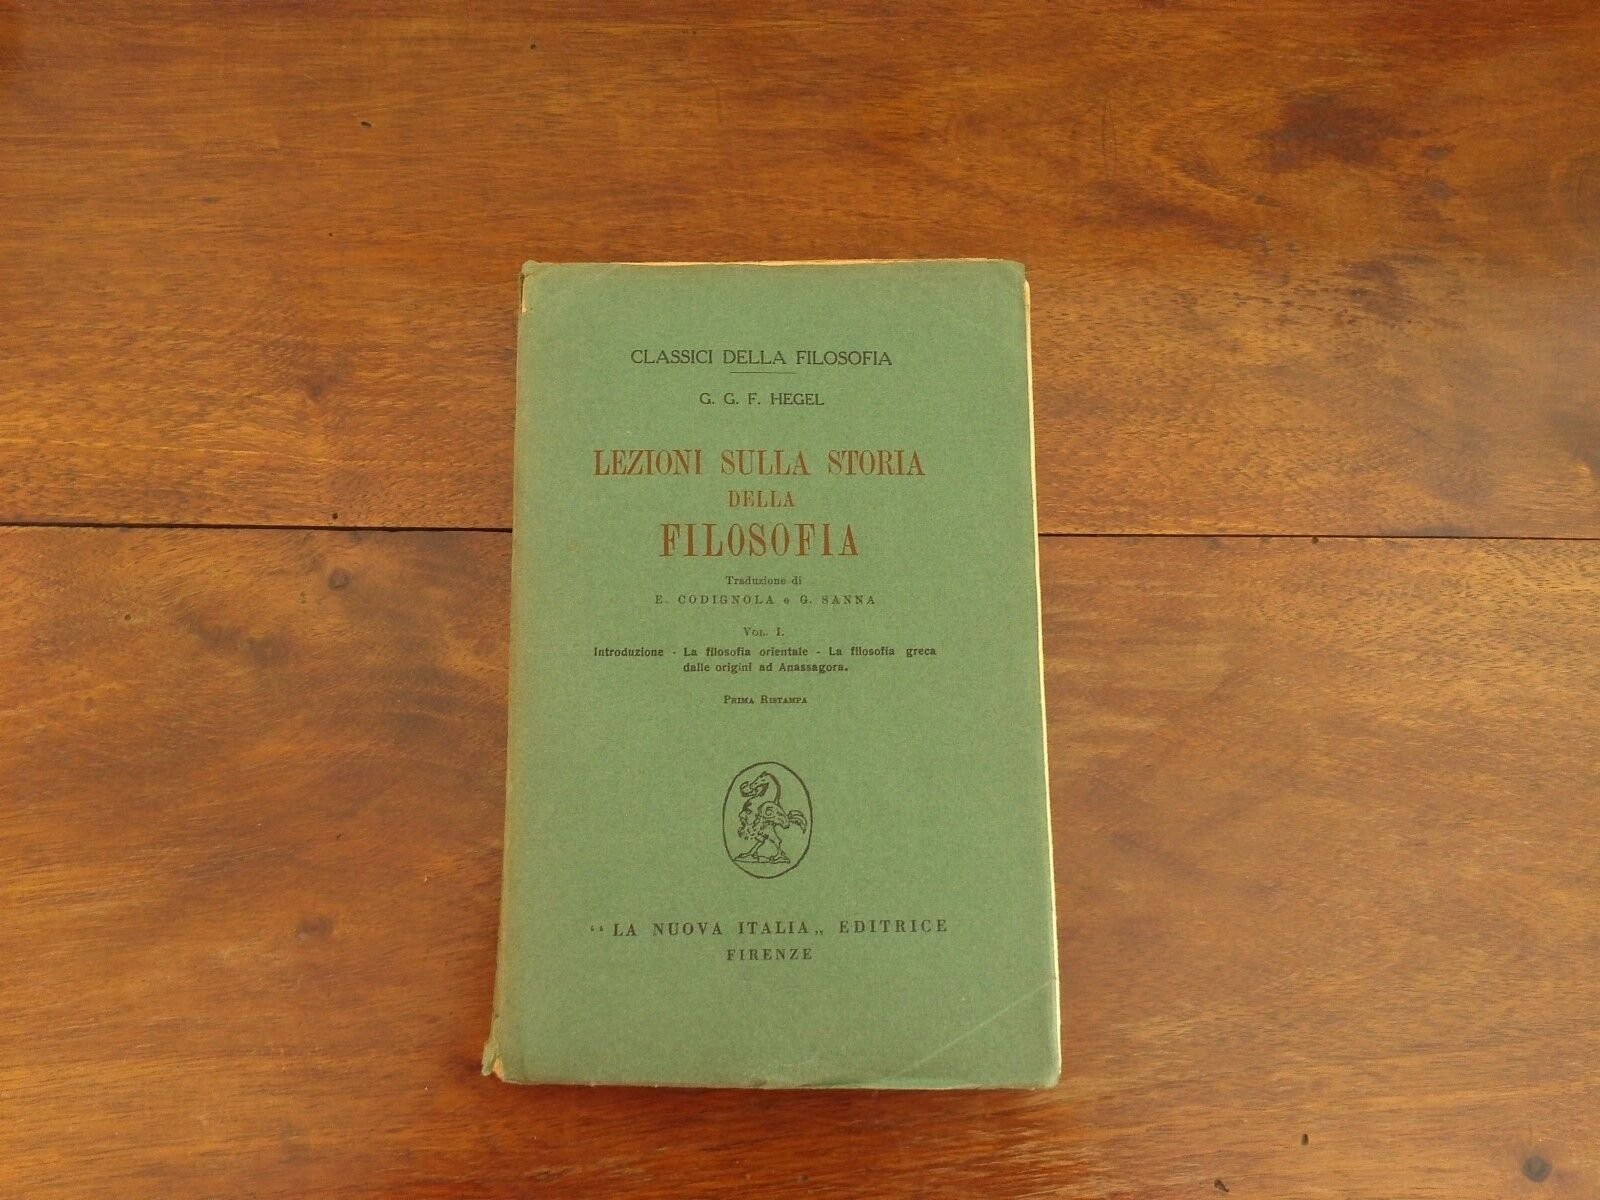 CLASSICI DELLA FILOSOFIA
G. G. F. HEGEL
LEZIONI SULLA STORIA
DELLA
FILOSOFIA
Traduzione di
E. CODIGNOLA e G. SANNA
VOL. I.
Introduzione - La filosofia orientale - La filosofia greca
dalle origini ad Anassagora.
PRIMA RISTAMPA
“LA NUOVA ITALIA„ EDITRICE
FIRENZE